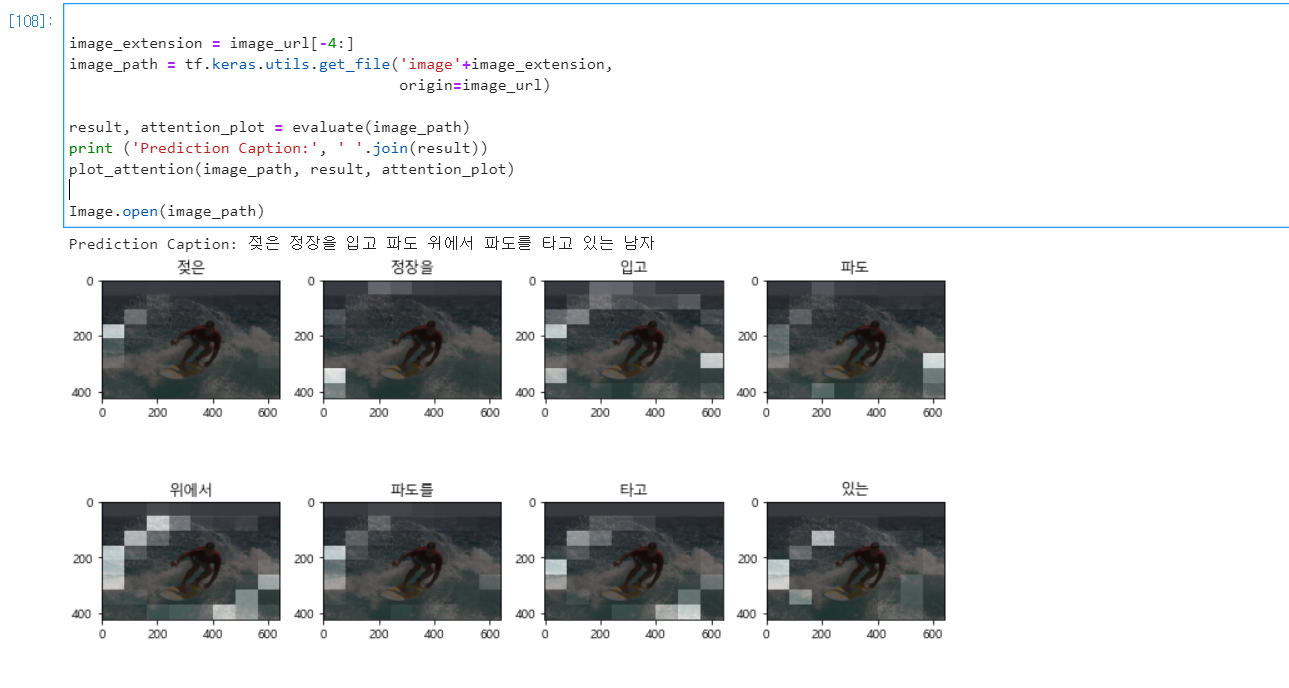 [108]:
image_extension = image_url[-4:]
image_path = tf.keras.utils.get_file('image'+image_extension,
origin=image_url)
result, attention_plot = evaluate(image_path)
print ('Prediction Caption:', ' '.join(result))
plot_attention(image_path, result, attention_plot)
Image.open(image_path)
Prediction Caption: 젖은 정장을 입고 파도 위에서 파도를 타고 있는 남자
젖은 정장을 입고 파도
0 0 0 0
200 200 200 200
400 400 400 400
0 200 400 600 0 200 400 600 0 200 400 600 0 200 400 600
위에서 파도를 타고 있는
0 0 0 0
200 200 200 200
400 400 400 400
0 200 400 600 0 200 400 600 0 200 400 600 0 200 400 600